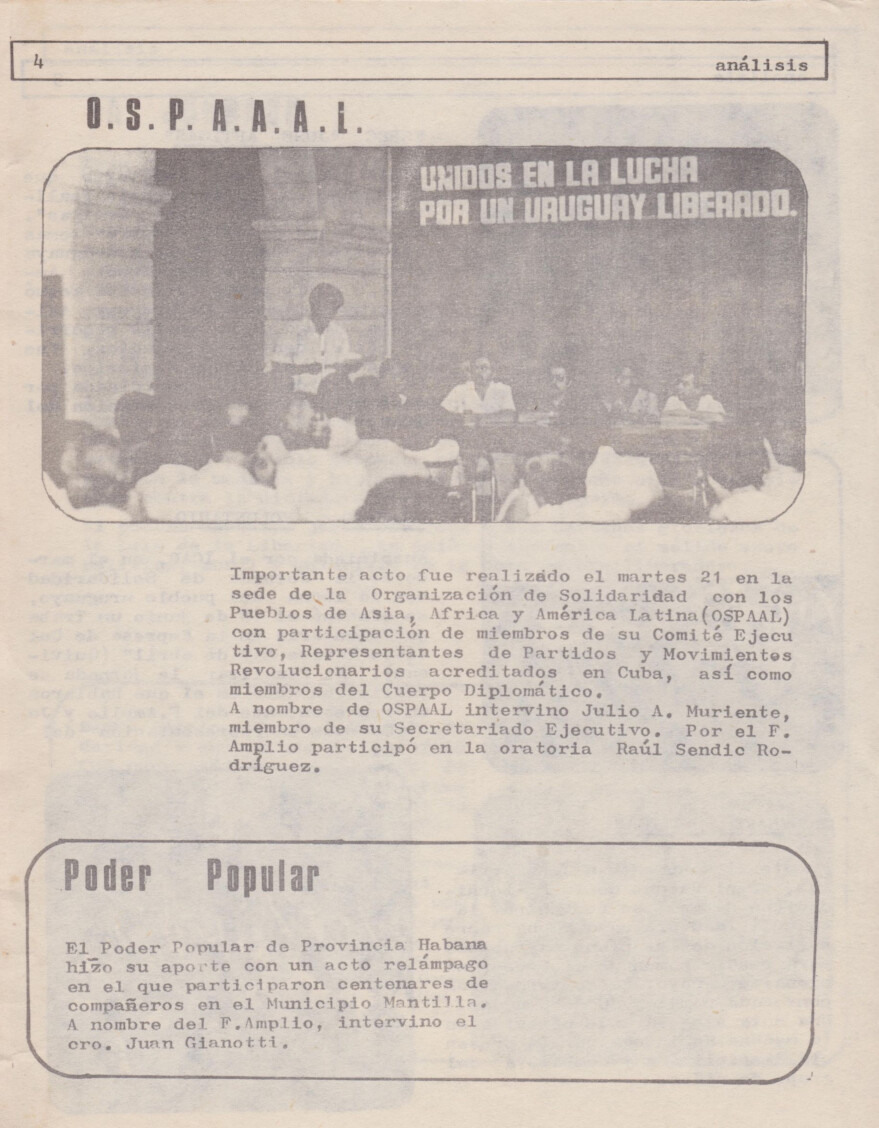 4
análisis
O.S.P.A.A.A.L.
UNIDOS EN LA LUCHA
POR UN URUGUAY LIBERADO.
Importante acto fue realizado el martes 21 en la
sede de la Organización de Solidaridad con los
Pueblos de Asia, Africa y América Latina(OSPAAL)
con participación de miembros de su Comité Ejecu
tivo, Representantes de Partidos y Movimientos
Revolucionarios acreditados en Cuba, así como
miembros del Cuerpo Diplomático.
A nombre de OSPAAL intervino Julio A. Muriente,
miembro de su Secretariado Ejecutivo. Por el F.
Amplio participó en la oratoria Raúl Sendic Ro-
dríguez.
Poder Popular
El Poder Popular de Provincia Habana
hizo su aporte con un acto relámpago
en el que participaron centenares de
compañeros en el Municipio Mantilla.
A nombre del F.Amplio, intervino el
cro. Juan Gianotti.